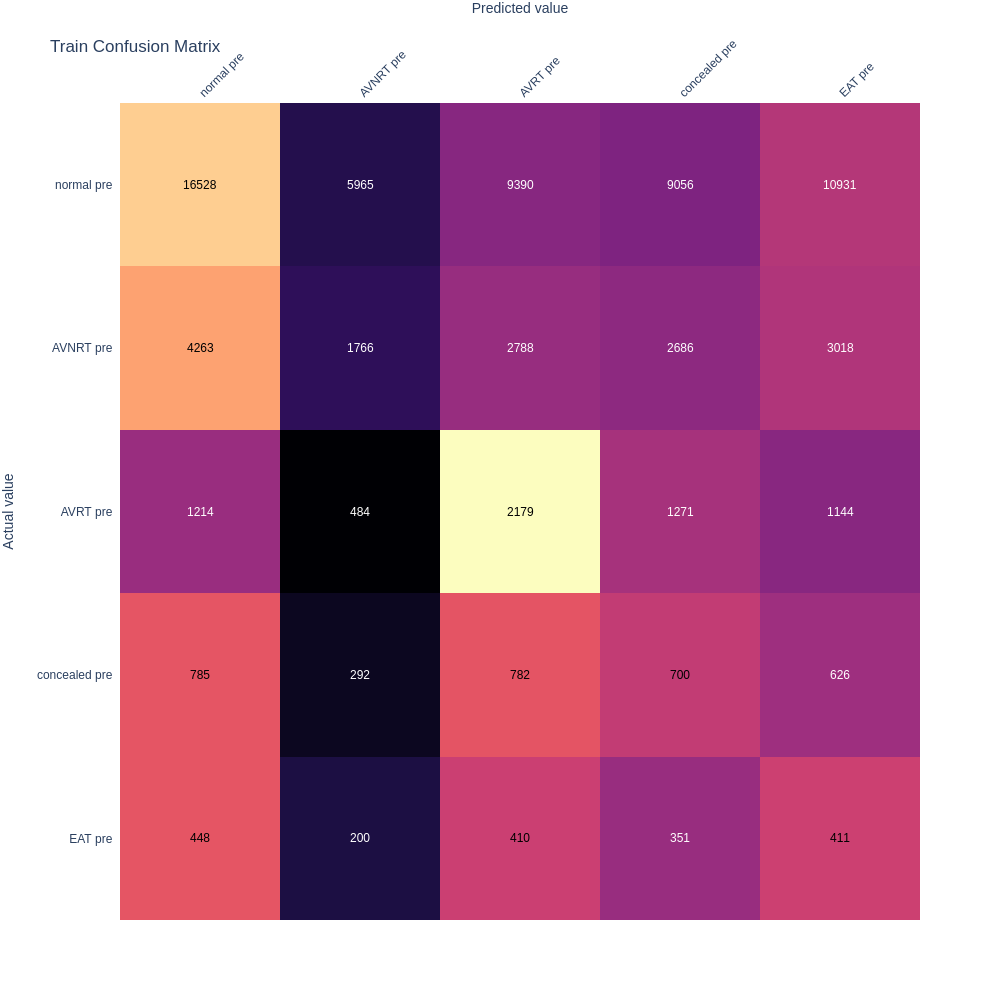 Predicted value
Train Confusion Matrix
normal pre AVNRT pre AVRT pre concealed pre EAT pre
normal pre 16528 5965 9390 9056 10931
AVNRT pre 4263 1766 2788 2686 3018
AVRT pre 1214 484 2179 1271 1144
concealed pre 785 292 782 700 626
EAT pre 448 200 410 351 411
Actual value